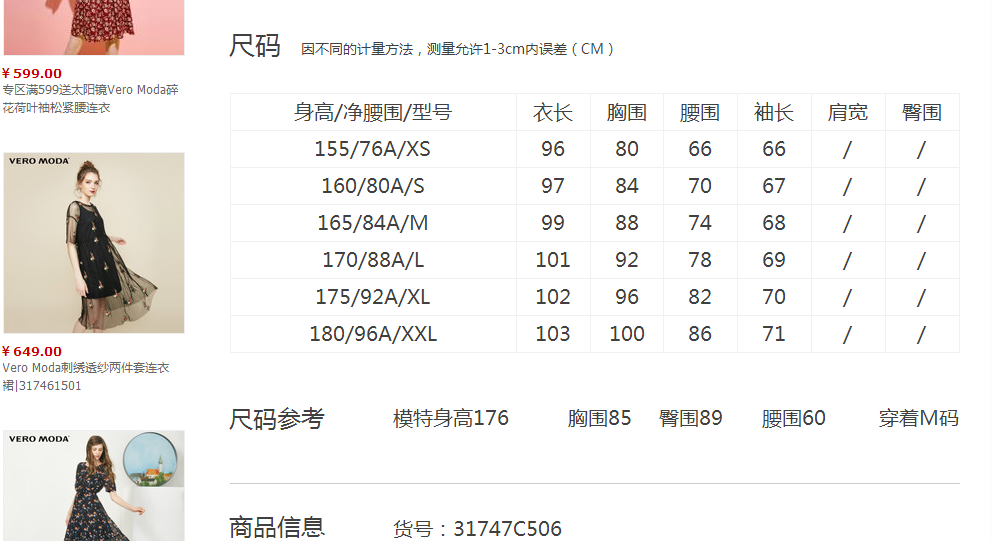 ¥ 599.00
专区满599送太阳镜Vero Moda碎
花荷叶袖松紧腰连衣
VERO MODA
¥ 649.00
Vero Moda刺绣透纱两件套连衣
裙|317461501
VERO MODA
尺码 因不同的计量方法，测量允许1-3cm内误差（CM）
身高/净腰围/型号 衣长 胸围 腰围 袖长 肩宽 臀围
155/76A/XS 96 80 66 66 / /
160/80A/S 97 84 70 67 / /
165/84A/M 99 88 74 68 / /
170/88A/L 101 92 78 69 / /
175/92A/XL 102 96 82 70 / /
180/96A/XXL 103 100 86 71 / /
尺码参考 模特身高176 胸围85 臀围89 腰围60 穿着M码
商品信息 货号：31747C506